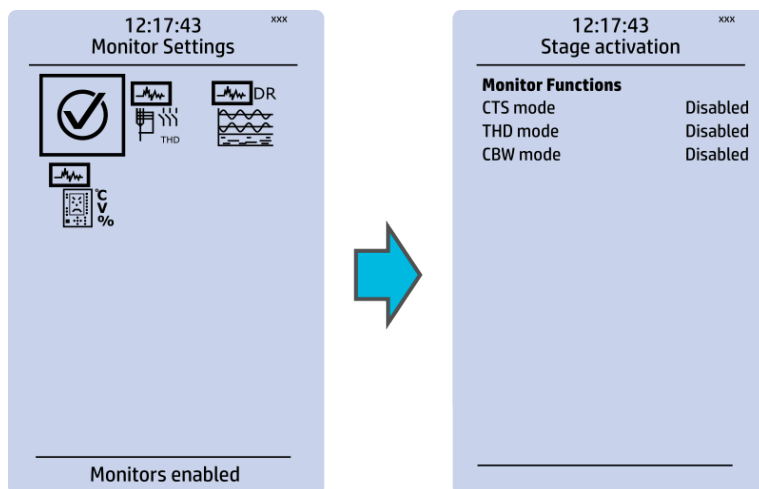 12:17:43 xxx
Monitor Settings
DR
THD
°C
V
%
Monitors enabled
12:17:43 xxx
Stage activation
Monitor Functions
CTS mode Disabled
THD mode Disabled
CBW mode Disabled